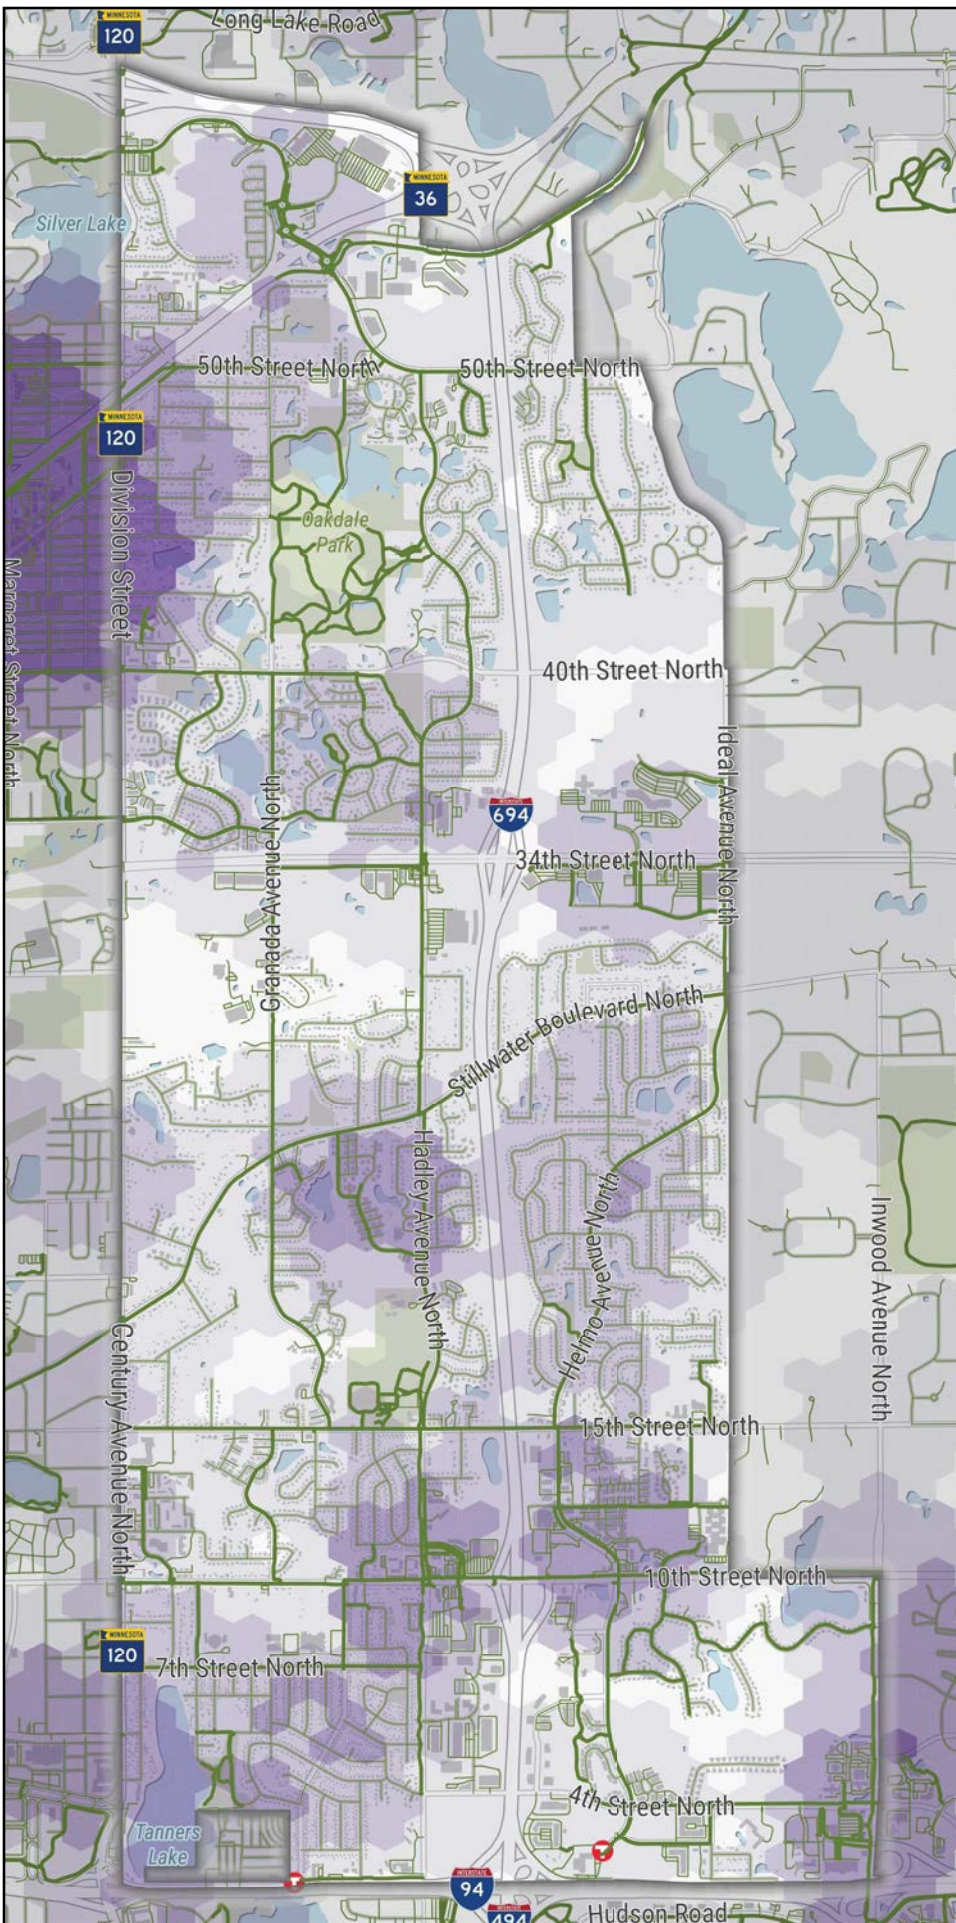 Long Lake Road
MINNESOTA
120
MINNESOTA
36
Silver Lake
50th Street North
50th Street North
MINNESOTA
120
Division Street
Oakdale
Park
Margaret Street North
40th Street North
Ideal Avenue North
Granada Avenue North
INTERSTATE
694
34th Street North
Stillwater Boulevard North
Hadley Avenue North
Helmo Avenue North
Inwood Avenue North
Century Avenue North
15th Street North
10th Street North
MINNESOTA
120
7th Street North
4th Street North
Tanners
Lake
INTERSTATE
94
INTERSTATE
494
Hudson Road